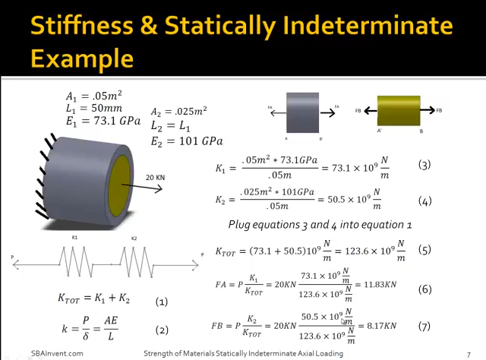 Stiffness & Statically Indeterminate
Example
A₁ = .05m²
L₁ = 50mm
E₁ = 73.1 GPa
A₂ = .025m²
L₂ = L₁
E₂ = 101 GPa
20 KN
FB FB
A' B
K₁ = .05m² * 73.1GPa / .05m = 73.1 × 10⁹ N/m (3)
K₂ = .025m² * 101GPa / .05m = 50.5 × 10⁹ N/m (4)
Plug equations 3 and 4 into equation 1
K1 K2
P P
K_TOT = (73.1 + 50.5)10⁹ N/m = 123.6 × 10⁹ N/m (5)
K_TOT = K₁ + K₂ (1)
FA = P K₁/K_TOT = 20KN 73.1 × 10⁹ N/m / 123.6 × 10⁹ N/m = 11.83KN (6)
k = P/δ = AE/L (2)
FB = P K₂/K_TOT = 20KN 50.5 × 10⁹ N/m / 123.6 × 10⁹ N/m = 8.17KN (7)
SBAInvent.com Strength of Materials Statically Indeterminate Axial Loading 7